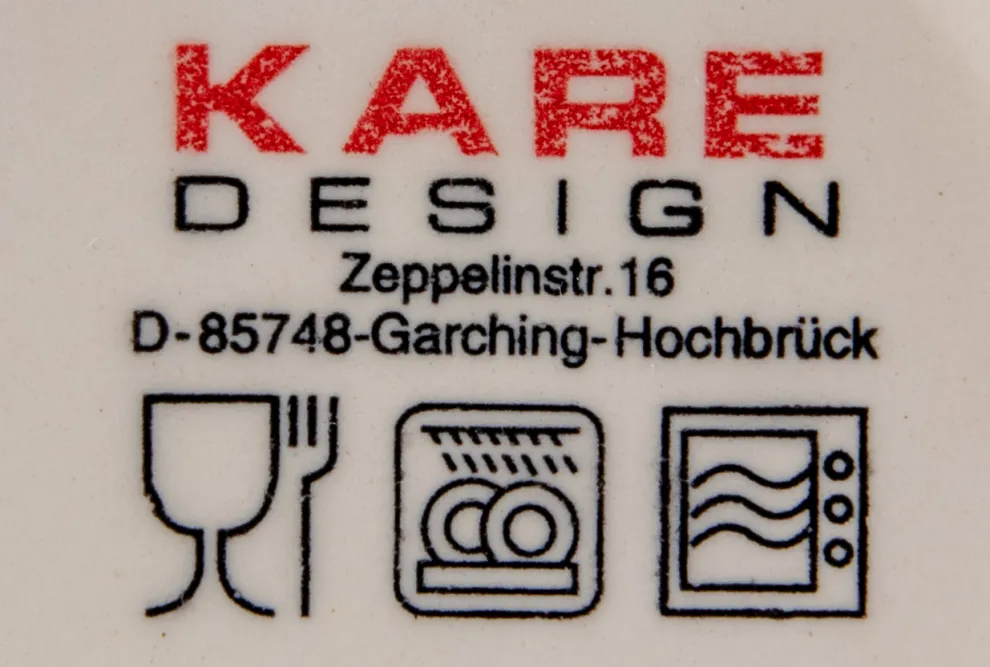 KARE
DESIGN
Zeppelinstr.16
D-85748-Garching-Hochbrück